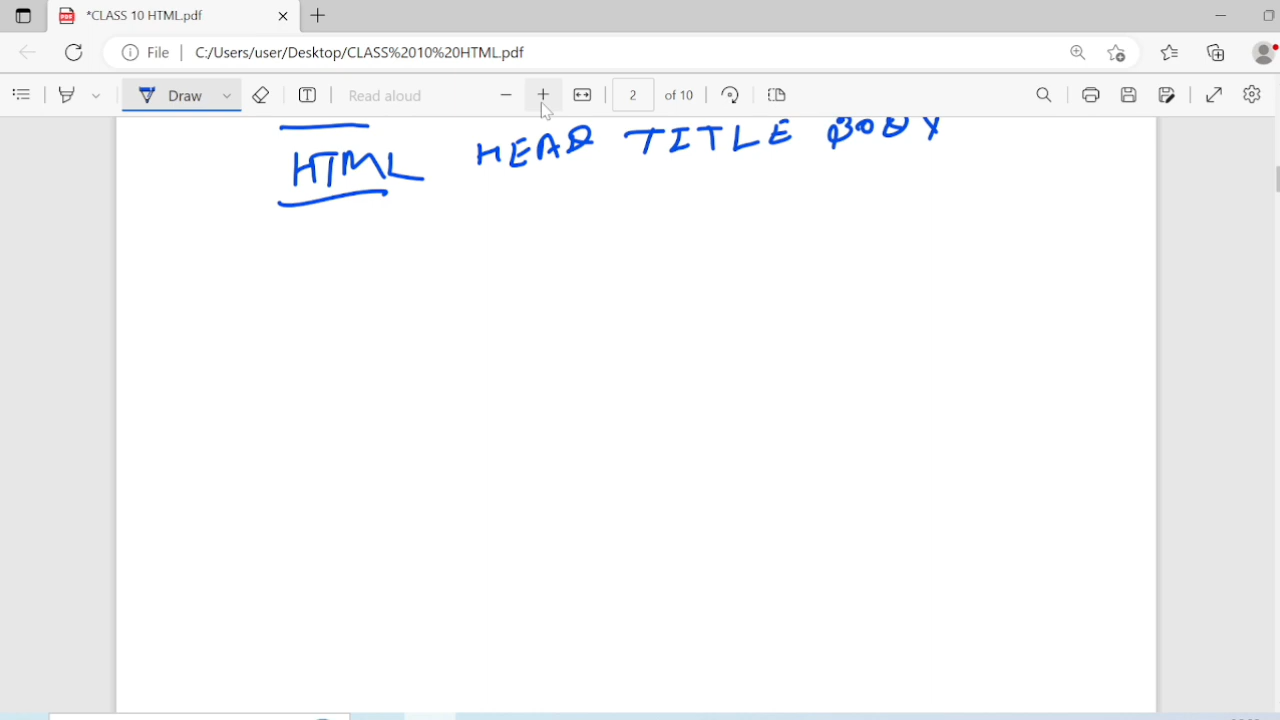 *CLASS 10 HTML.pdf
File | C:/Users/user/Desktop/CLASS%2010%20HTML.pdf
Draw Read aloud 2 of 10
HTML HEAD TITLE BODY